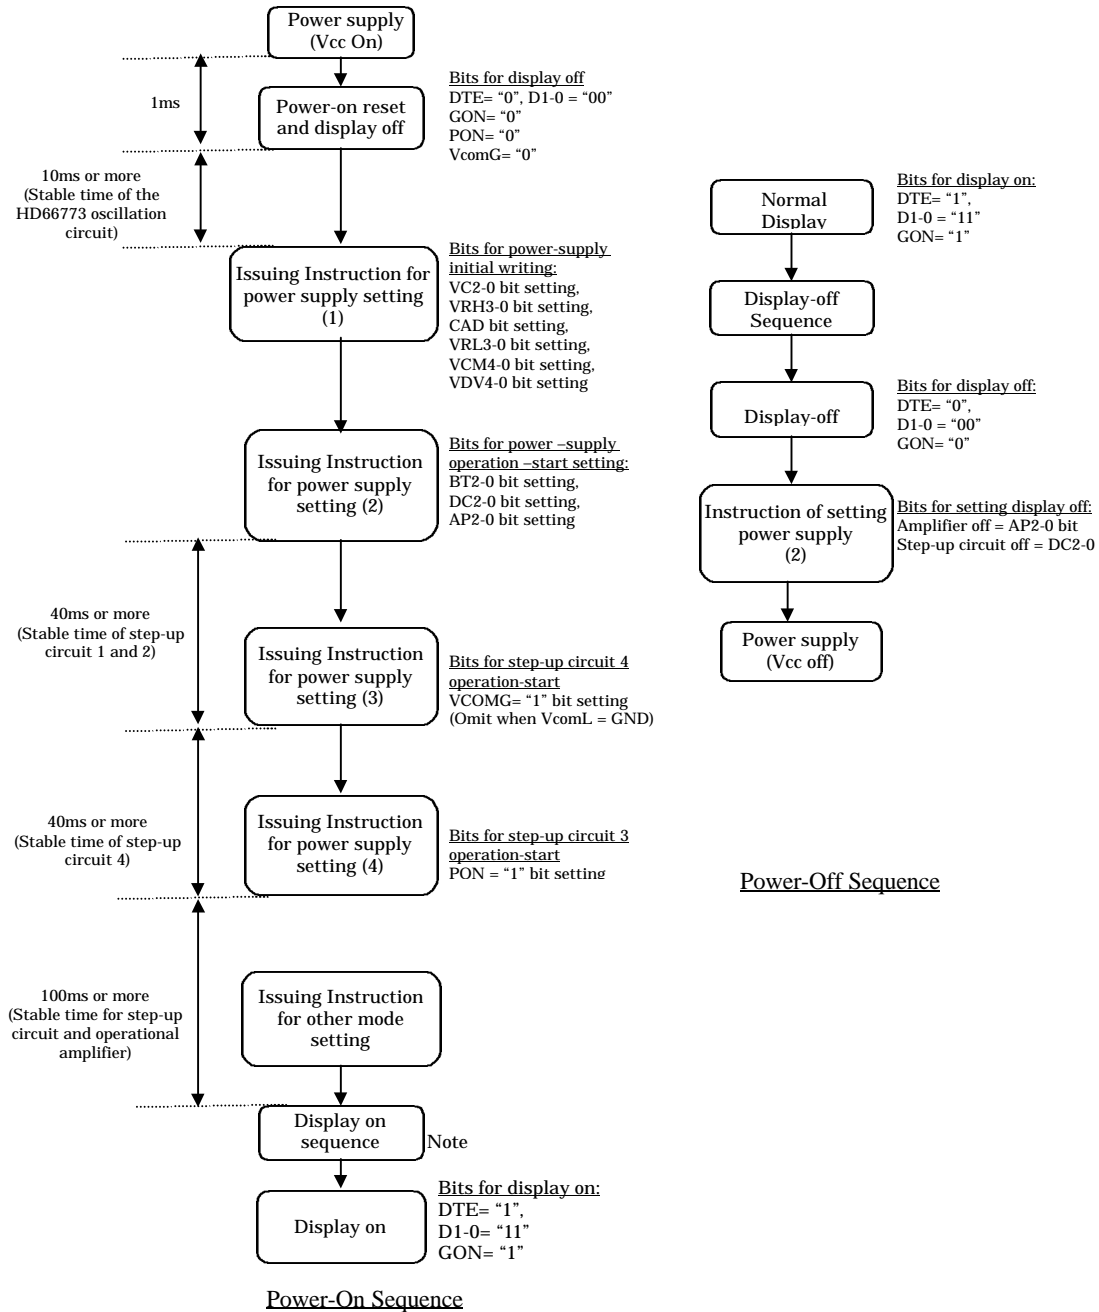 Power supply
(Vcc On)
1ms
Power-on reset
and display off
Bits for display off
DTE= “0”, D1-0 = “00”
GON= “0”
PON= “0”
VcomG= “0”
10ms or more
(Stable time of the
HD66773 oscillation
circuit)
Issuing Instruction for
power supply setting
(1)
Bits for power-supply
initial writing:
VC2-0 bit setting,
VRH3-0 bit setting,
CAD bit setting,
VRL3-0 bit setting,
VCM4-0 bit setting,
VDV4-0 bit setting
Issuing Instruction
for power supply
setting (2)
Bits for power –supply
operation –start setting:
BT2-0 bit setting,
DC2-0 bit setting,
AP2-0 bit setting
40ms or more
(Stable time of step-up
circuit 1 and 2)
Issuing Instruction
for power supply
setting (3)
Bits for step-up circuit 4
operation-start
VCOMG= “1” bit setting
(Omit when VcomL = GND)
40ms or more
(Stable time of step-up
circuit 4)
Issuing Instruction
for power supply
setting (4)
Bits for step-up circuit 3
operation-start
PON = “1” bit setting
100ms or more
(Stable time for step-up
circuit and operational
amplifier)
Issuing Instruction
for other mode
setting
Display on
sequence
Note
Display on
Bits for display on:
DTE= “1”,
D1-0= “11”
GON= “1”
Power-On Sequence
Normal
Display
Bits for display on:
DTE= “1”,
D1-0 = “11”
GON= “1”
Display-off
Sequence
Display-off
Bits for display off:
DTE= “0”,
D1-0 = “00”
GON= “0”
Instruction of setting
power supply
(2)
Bits for setting display off:
Amplifier off = AP2-0 bit
Step-up circuit off = DC2-0
Power supply
(Vcc off)
Power-Off Sequence